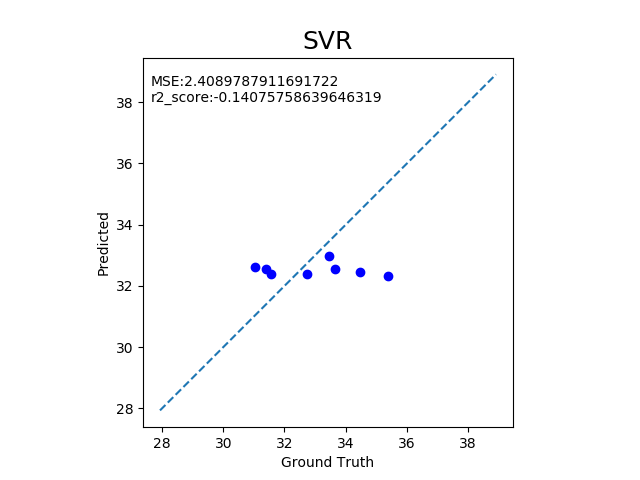 SVR
MSE:2.4089787911691722
r2_score:-0.14075758639646319
38
36
34
32
30
28
Predicted
28 30 32 34 36 38
Ground Truth